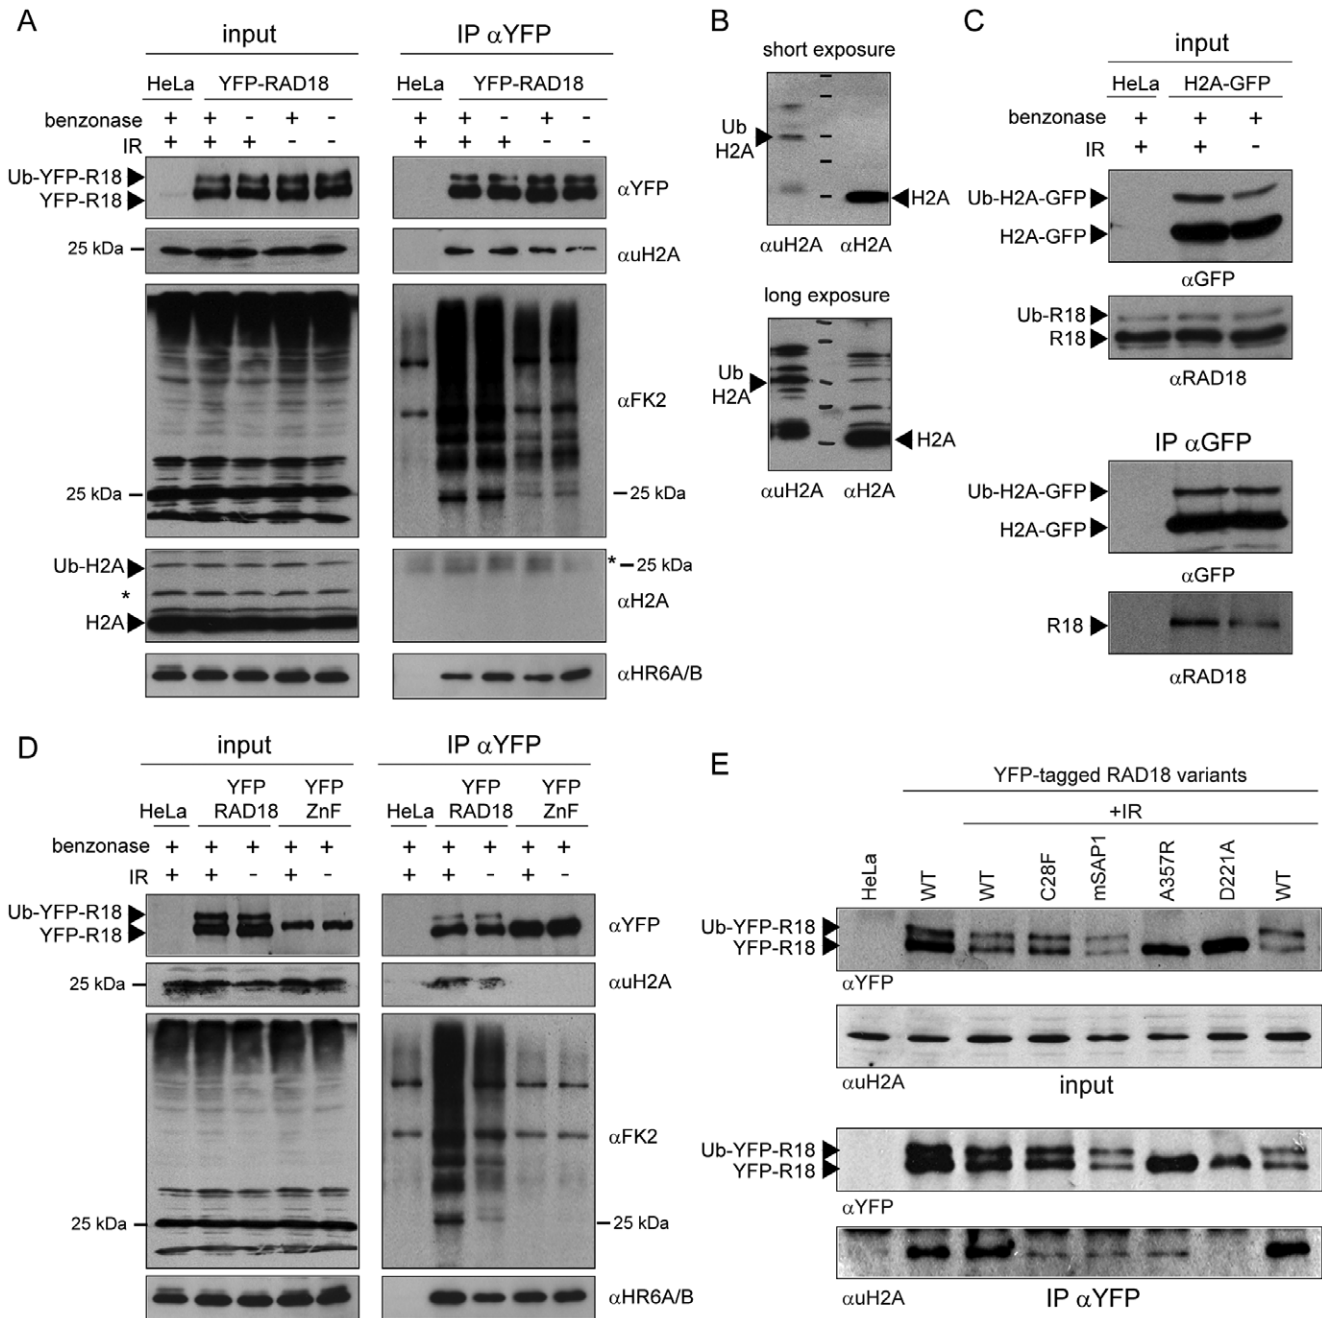 A
input
IP αYFP
HeLa YFP-RAD18
HeLa YFP-RAD18
benzonase + + - + -
+ + - + -
IR + + + - -
+ + + - -
Ub-YFP-R18
YFP-R18
αYFP
25 kDa
αuH2A
αFK2
25 kDa
25 kDa
Ub-H2A
*
H2A
* 25 kDa
αH2A
αHR6A/B
B
short exposure
Ub
H2A
H2A
αuH2A αH2A
long exposure
Ub
H2A
H2A
αuH2A αH2A
C
input
HeLa H2A-GFP
benzonase + + +
IR + + -
Ub-H2A-GFP
H2A-GFP
αGFP
Ub-R18
R18
αRAD18
IP αGFP
Ub-H2A-GFP
H2A-GFP
αGFP
R18
αRAD18
D
input
IP αYFP
YFP YFP
HeLa RAD18 ZnF
YFP YFP
HeLa RAD18 ZnF
benzonase + + + + +
+ + + + +
IR + + - + -
+ + - + -
Ub-YFP-R18
YFP-R18
αYFP
25 kDa
αuH2A
αFK2
25 kDa
25 kDa
αHR6A/B
E
YFP-tagged RAD18 variants
+IR
HeLa WT WT C28F mSAP1 A357R D221A WT
Ub-YFP-R18
YFP-R18
αYFP
αuH2A input
Ub-YFP-R18
YFP-R18
αYFP
αuH2A IP αYFP